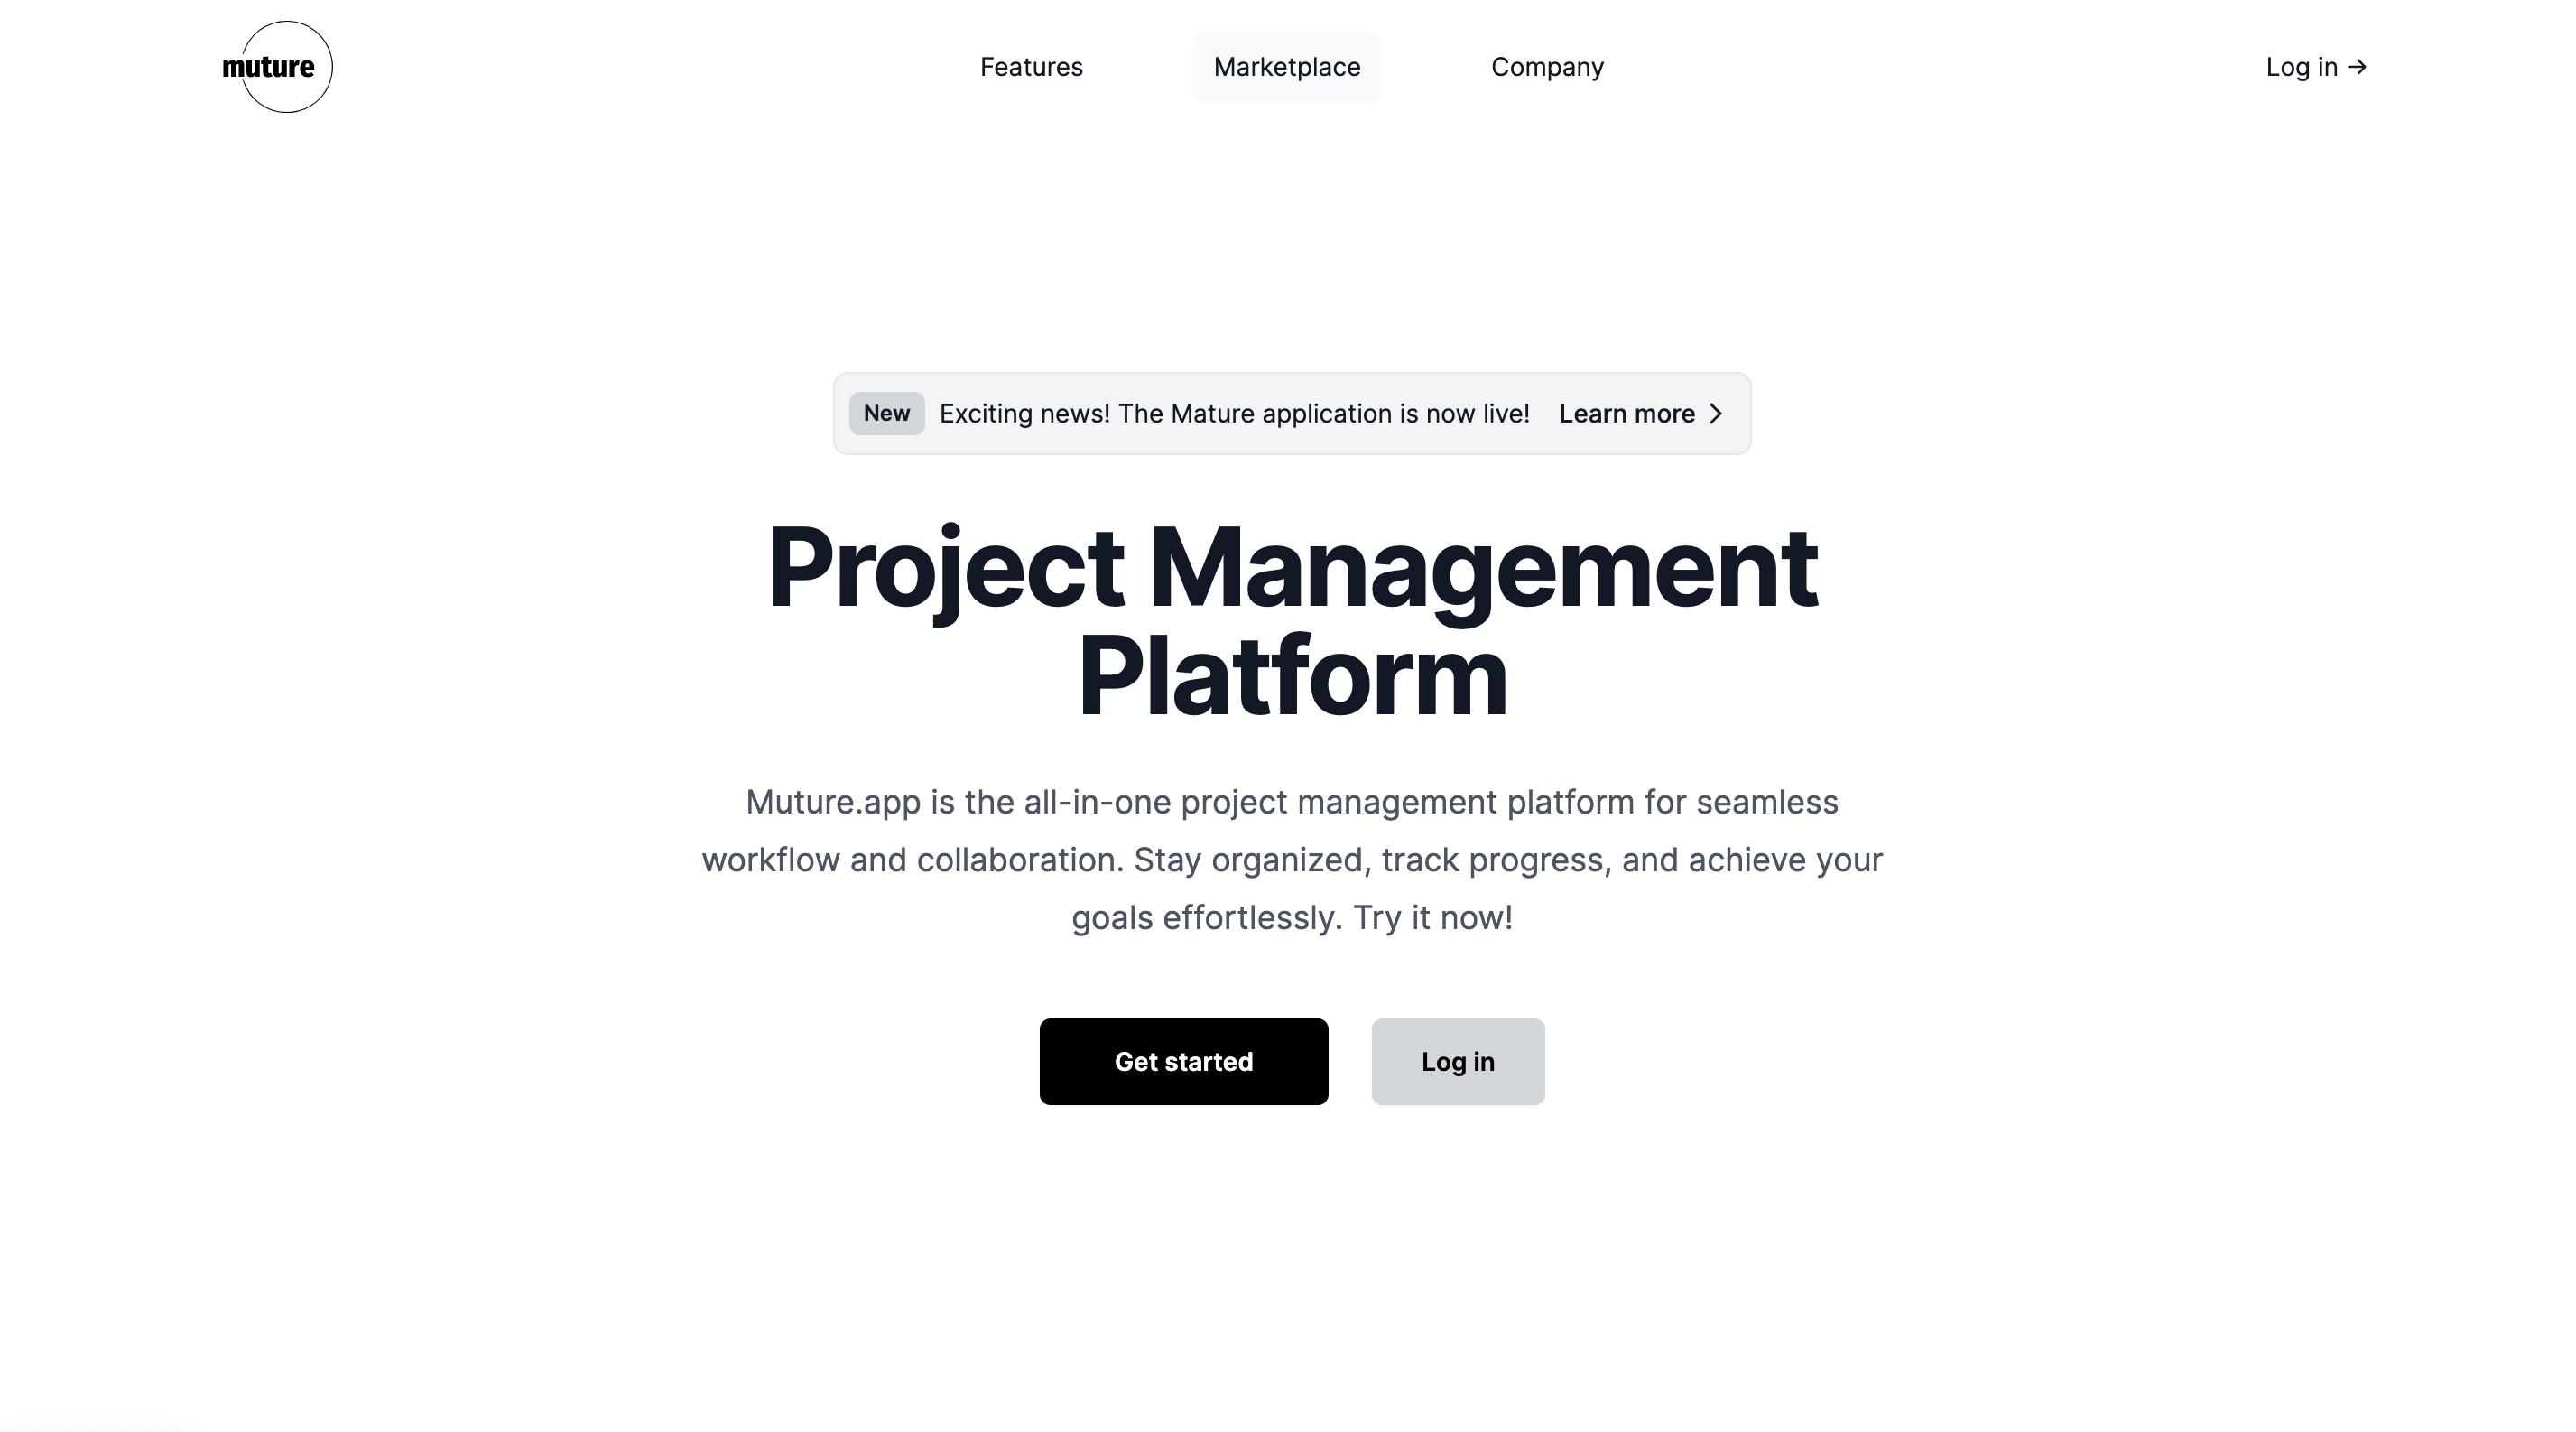 muture
Features
Marketplace
Company
Log in →
New Exciting news! The Mature application is now live! Learn more
Project Management
Platform
Muture.app is the all-in-one project management platform for seamless
workflow and collaboration. Stay organized, track progress, and achieve your
goals effortlessly. Try it now!
Get started
Log in